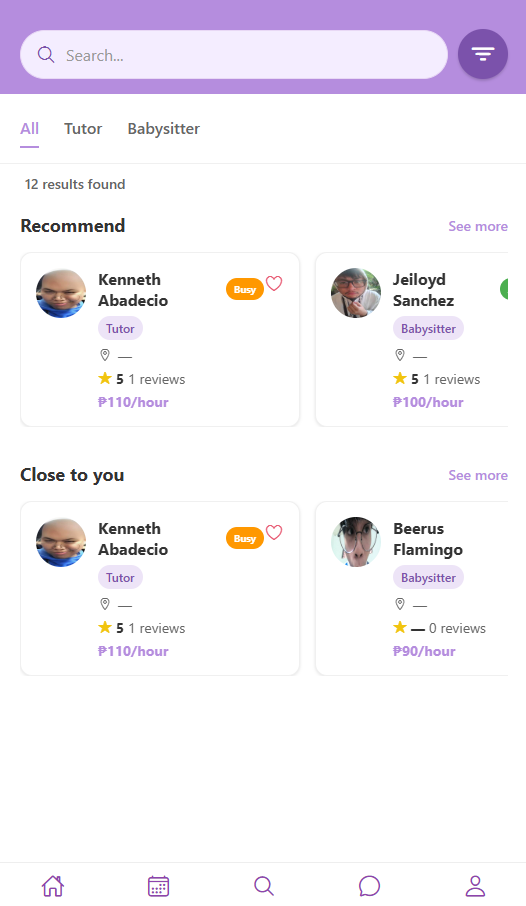 Search...
All Tutor Babysitter
12 results found
Recommend See more
Kenneth
Abadecio
Busy
Tutor
—
5 1 reviews
₱110/hour
Jeiloyd
Sanchez
Babysitter
—
5 1 reviews
₱100/hour
Close to you See more
Kenneth
Abadecio
Busy
Tutor
—
5 1 reviews
₱110/hour
Beerus
Flamingo
Babysitter
—
— 0 reviews
₱90/hour